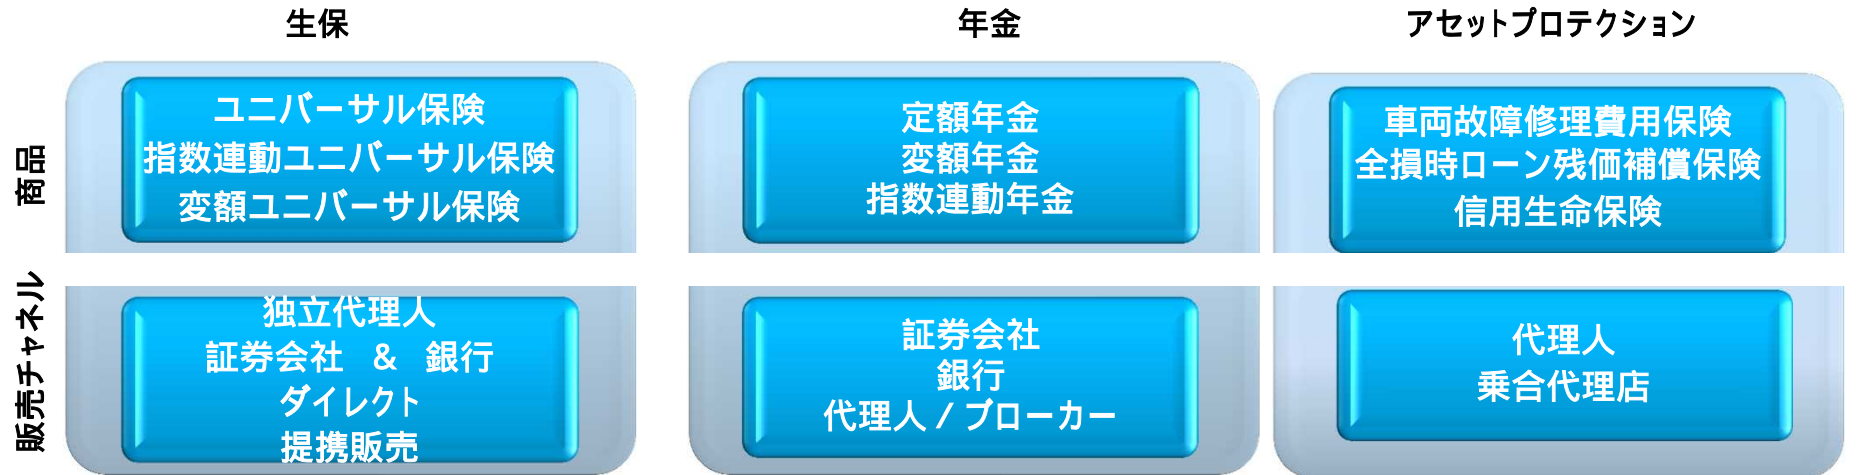 生保
年金
アセットプロテクション
商品
ユニバーサル保険
指数連動ユニバーサル保険
変額ユニバーサル保険
定額年金
変額年金
指数連動年金
車両故障修理費用保険
全損時ローン残価補償保険
信用生命保険
販売チャネル
独立代理人
証券会社 & 銀行
ダイレクト
提携販売
証券会社
銀行
代理人/ブローカー
代理人
乗合代理店